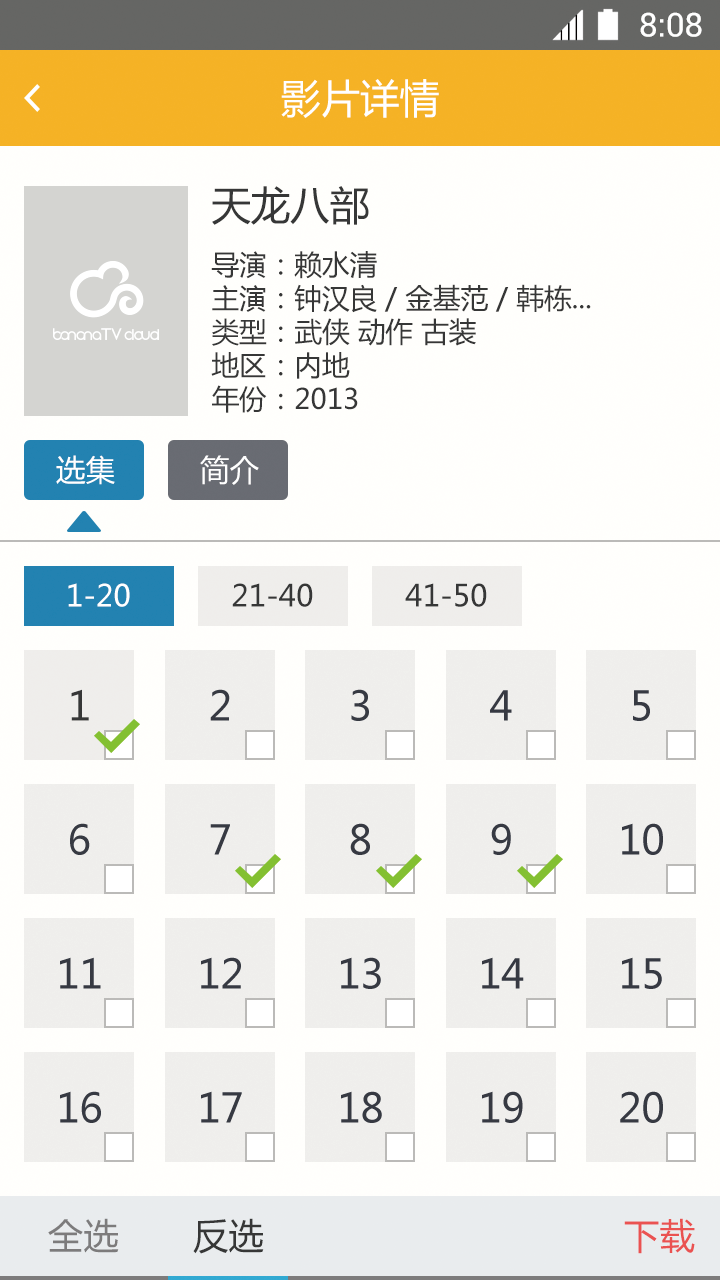 8:08
影片详情
天龙八部
导演：赖水清
主演：钟汉良 / 金基范 / 韩栋...
类型：武侠 动作 古装
地区：内地
年份：2013
bananaTV cloud
选集 简介
1-20 21-40 41-50
1 2 3 4 5
6 7 8 9 10
11 12 13 14 15
16 17 18 19 20
全选 反选 下载